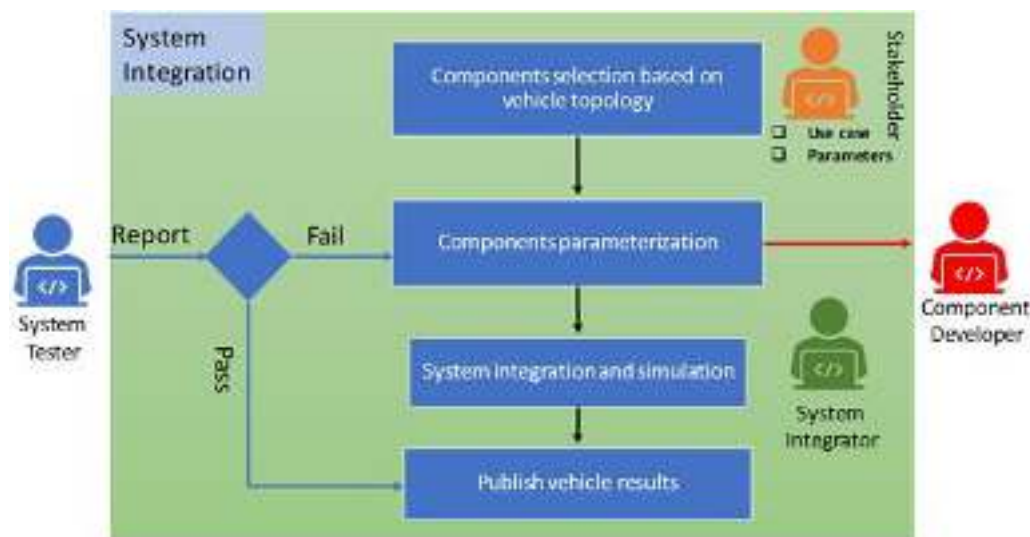 System
Integration
Components selection based on
vehicle topology
</>
Stakeholder
Use case
Parameters
Report
Fail
Components parameterization
</>
System
Tester
</>
Component
Developer
Pass
System integration and simulation
</>
System
Integrator
Publish vehicle results